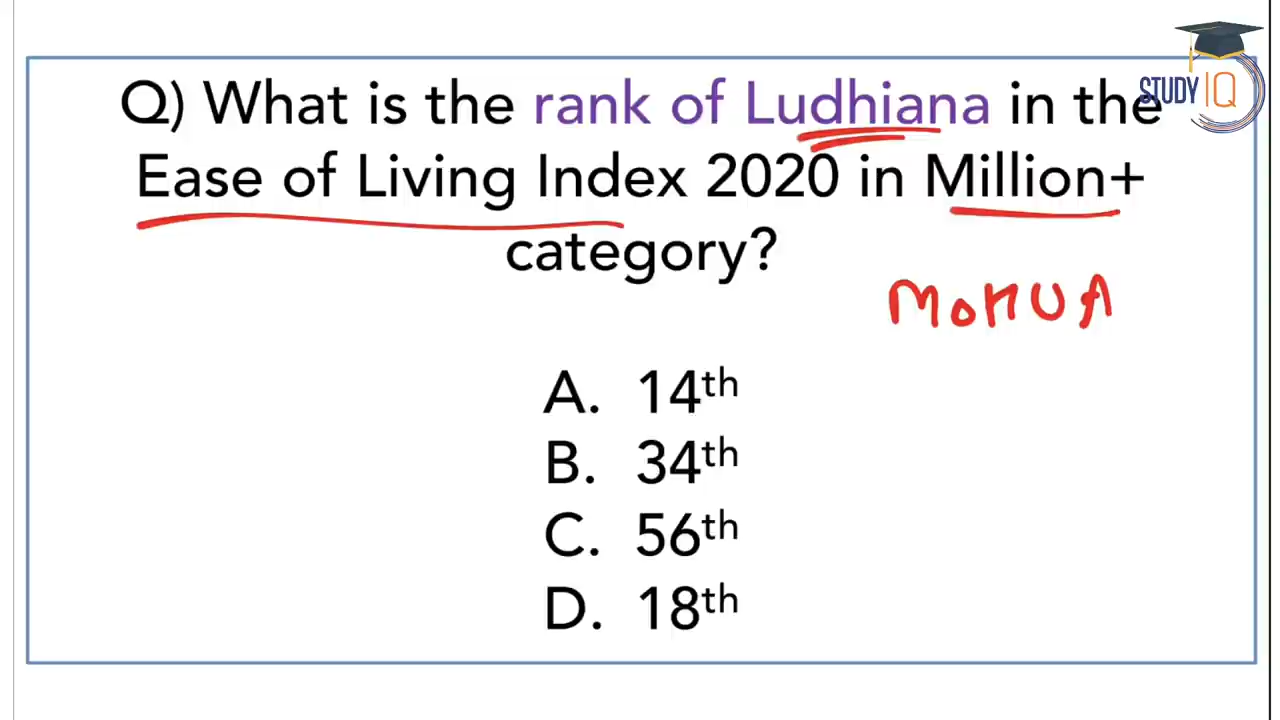 STUDY IQ
Q) What is the rank of Ludhiana in the
Ease of Living Index 2020 in Million+
category?
MOHUA
A. 14th
B. 34th
C. 56th
D. 18th